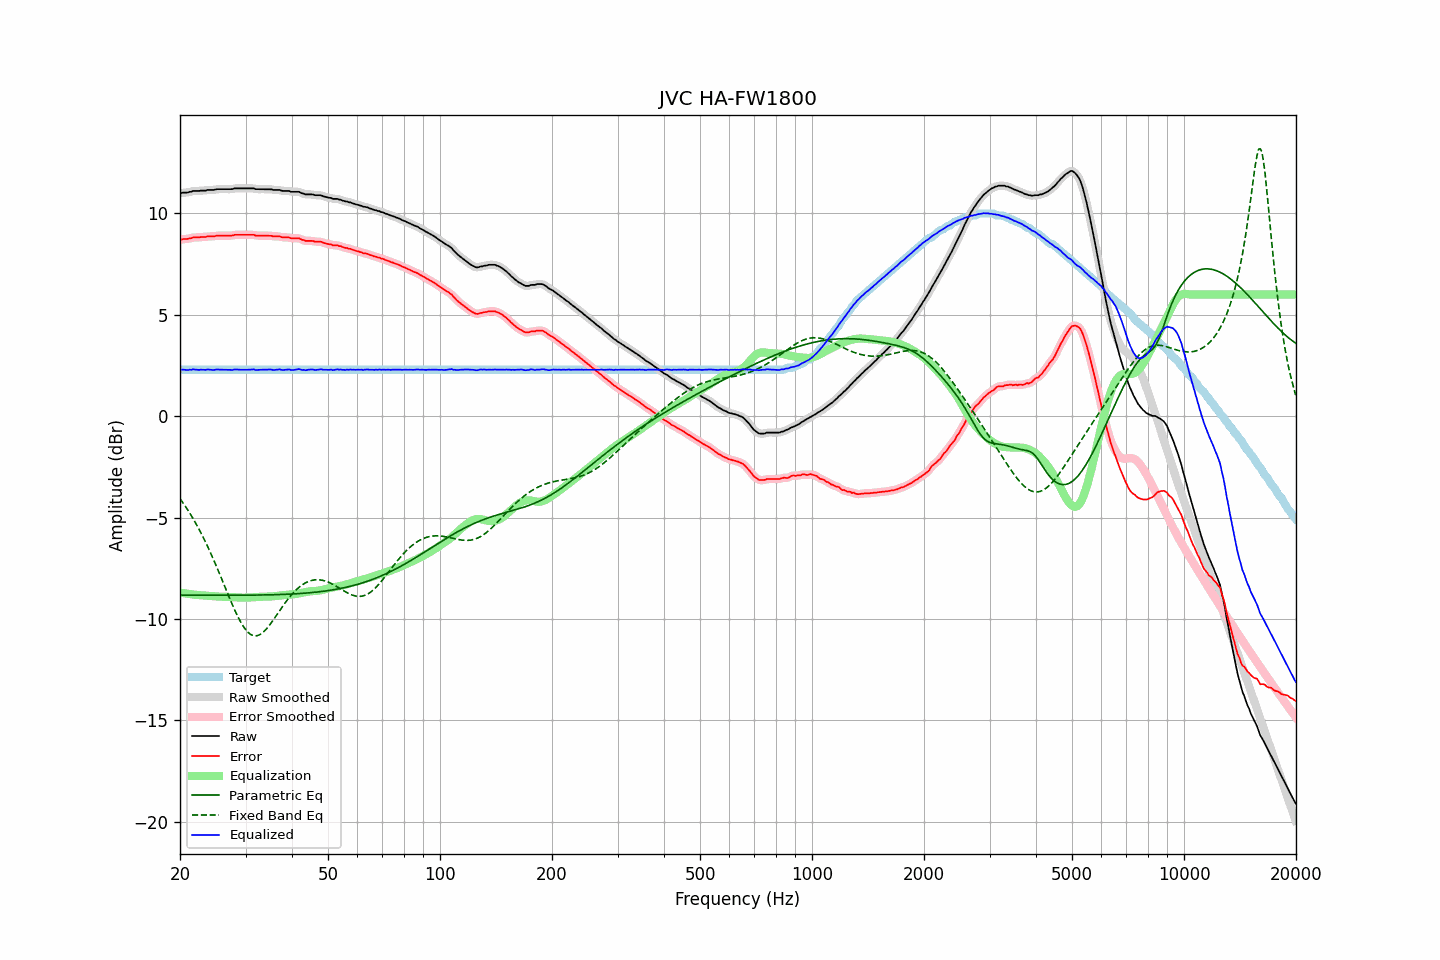 JVC HA-FW1800
Amplitude (dBr)
10
5
0
−5
−10
−15
−20
Target
Raw Smoothed
Error Smoothed
Raw
Error
Equalization
Parametric Eq
Fixed Band Eq
Equalized
20 50 100 200 500 1000 2000 5000 10000 20000
Frequency (Hz)